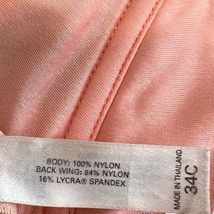 BODY: 100% NYLON
BACK WING: 84% NYLON
16% LYCRA® SPANDEX
MADE IN THAILAND
34C